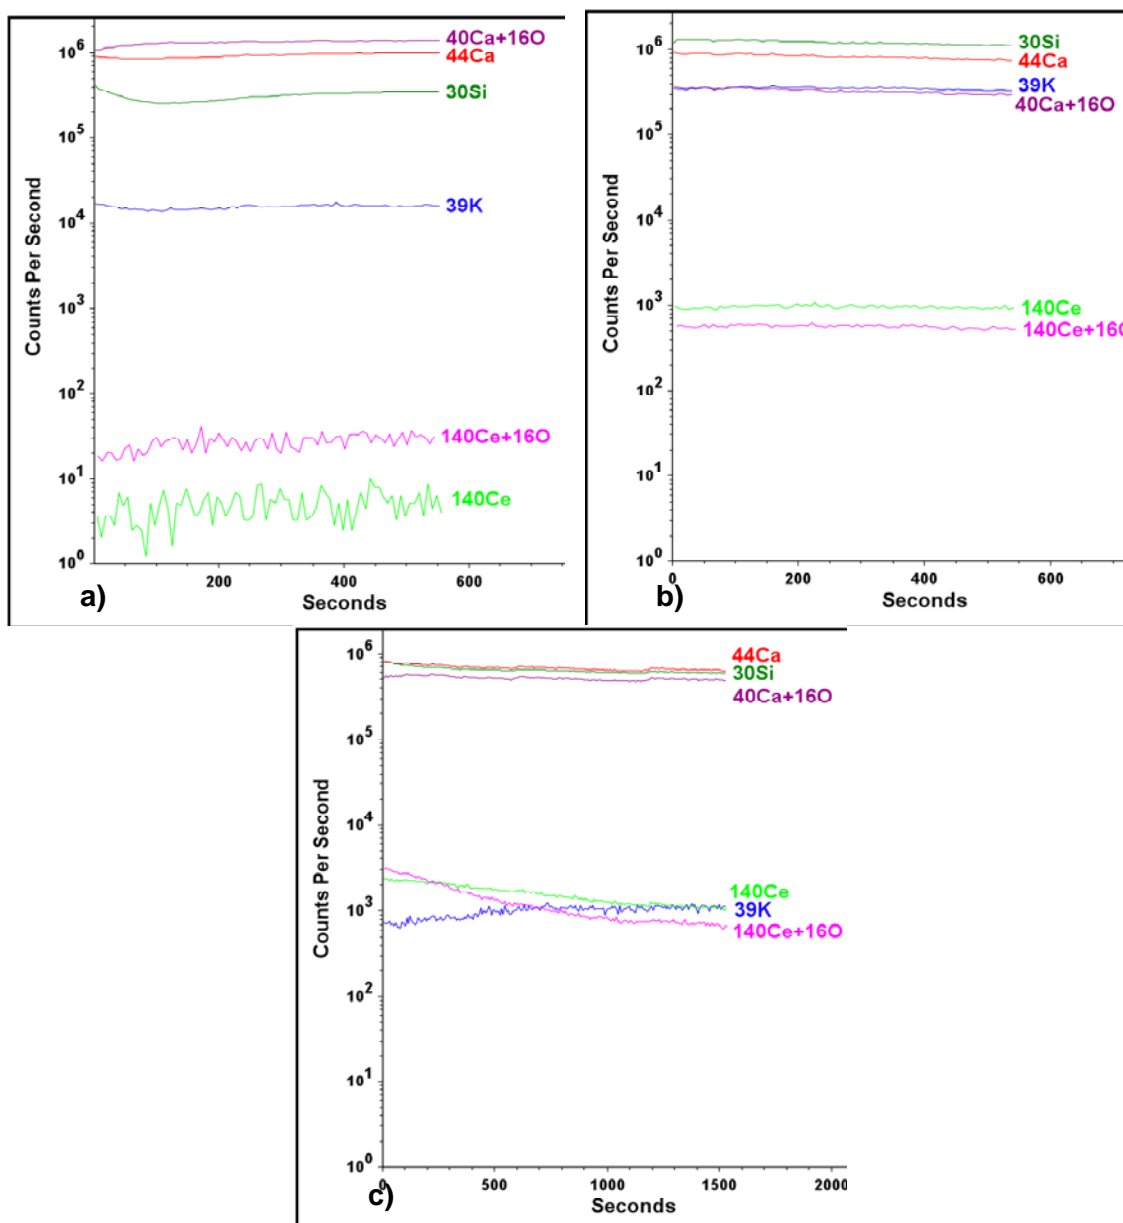 40Ca+16O
44Ca
30Si
39K
140Ce+16O
140Ce
Counts Per Second
10^6
10^5
10^4
10^3
10^2
10^1
10^0
200
400
600
Seconds
a)
30Si
44Ca
39K
40Ca+16O
140Ce
140Ce+16O
Counts Per Second
10^6
10^5
10^4
10^3
10^2
10^1
10^0
0
200
400
600
Seconds
b)
44Ca
30Si
40Ca+16O
140Ce
39K
140Ce+16O
Counts Per Second
10^6
10^5
10^4
10^3
10^2
10^1
10^0
0
500
1000
1500
2000
Seconds
c)